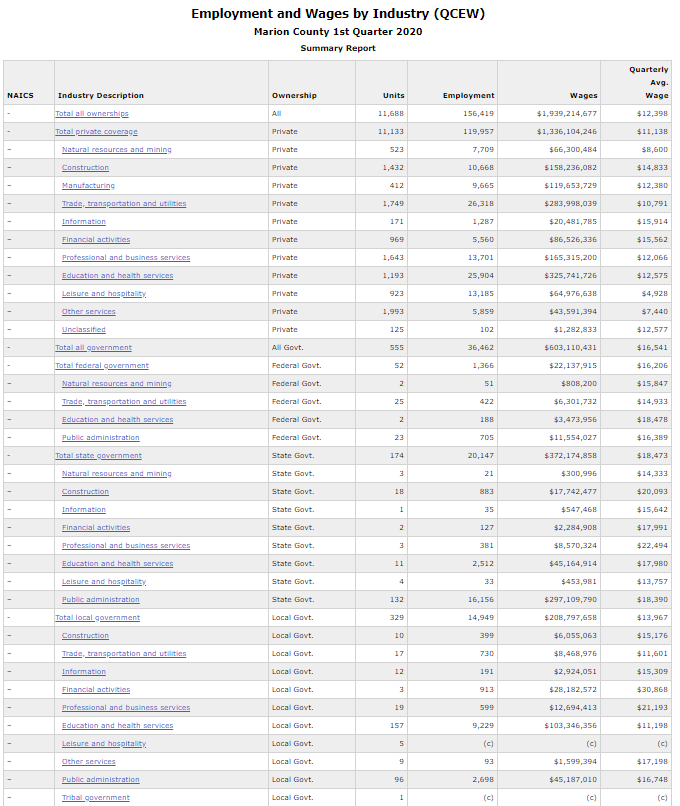 Employment and Wages by Industry (QCEW)
Marion County 1st Quarter 2020
Summary Report
NAICS Industry Description Ownership Units Employment Wages Quarterly Avg. Wage
- Total all ownerships All 11,688 156,419 $1,939,214,677 $12,398
- Total private coverage Private 11,133 119,957 $1,336,104,246 $11,138
- Natural resources and mining Private 523 7,709 $66,300,484 $8,600
- Construction Private 1,432 10,668 $158,236,082 $14,833
- Manufacturing Private 412 9,665 $119,653,729 $12,380
- Trade, transportation and utilities Private 1,749 26,318 $283,998,039 $10,791
- Information Private 171 1,287 $20,481,785 $15,914
- Financial activities Private 969 5,560 $86,526,336 $15,562
- Professional and business services Private 1,643 13,701 $165,315,200 $12,066
- Education and health services Private 1,193 25,904 $325,741,726 $12,575
- Leisure and hospitality Private 923 13,185 $64,976,638 $4,928
- Other services Private 1,993 5,859 $43,591,394 $7,440
- Unclassified Private 125 102 $1,282,833 $12,577
- Total all government All Govt. 555 36,462 $603,110,431 $16,541
- Total federal government Federal Govt. 52 1,366 $22,137,915 $16,206
- Natural resources and mining Federal Govt. 2 51 $808,200 $15,847
- Trade, transportation and utilities Federal Govt. 25 422 $6,301,732 $14,933
- Education and health services Federal Govt. 2 188 $3,473,956 $18,478
- Public administration Federal Govt. 23 705 $11,554,027 $16,389
- Total state government State Govt. 174 20,147 $372,174,858 $18,473
- Natural resources and mining State Govt. 3 21 $300,996 $14,333
- Construction State Govt. 18 883 $17,742,477 $20,093
- Information State Govt. 1 35 $547,468 $15,642
- Financial activities State Govt. 2 127 $2,284,908 $17,991
- Professional and business services State Govt. 3 381 $8,570,324 $22,494
- Education and health services State Govt. 11 2,512 $45,164,914 $17,980
- Leisure and hospitality State Govt. 4 33 $453,981 $13,757
- Public administration State Govt. 132 16,156 $297,109,790 $18,390
- Total local government Local Govt. 329 14,949 $208,797,658 $13,967
- Construction Local Govt. 10 399 $6,055,063 $15,176
- Trade, transportation and utilities Local Govt. 17 730 $8,468,976 $11,601
- Information Local Govt. 12 191 $2,924,051 $15,309
- Financial activities Local Govt. 3 913 $28,182,572 $30,868
- Professional and business services Local Govt. 19 599 $12,694,413 $21,193
- Education and health services Local Govt. 157 9,229 $103,346,356 $11,198
- Leisure and hospitality Local Govt. 5 (c) (c) (c)
- Other services Local Govt. 9 93 $1,599,394 $17,198
- Public administration Local Govt. 96 2,698 $45,187,010 $16,748
- Tribal government Local Govt. 1 (c) (c) (c)